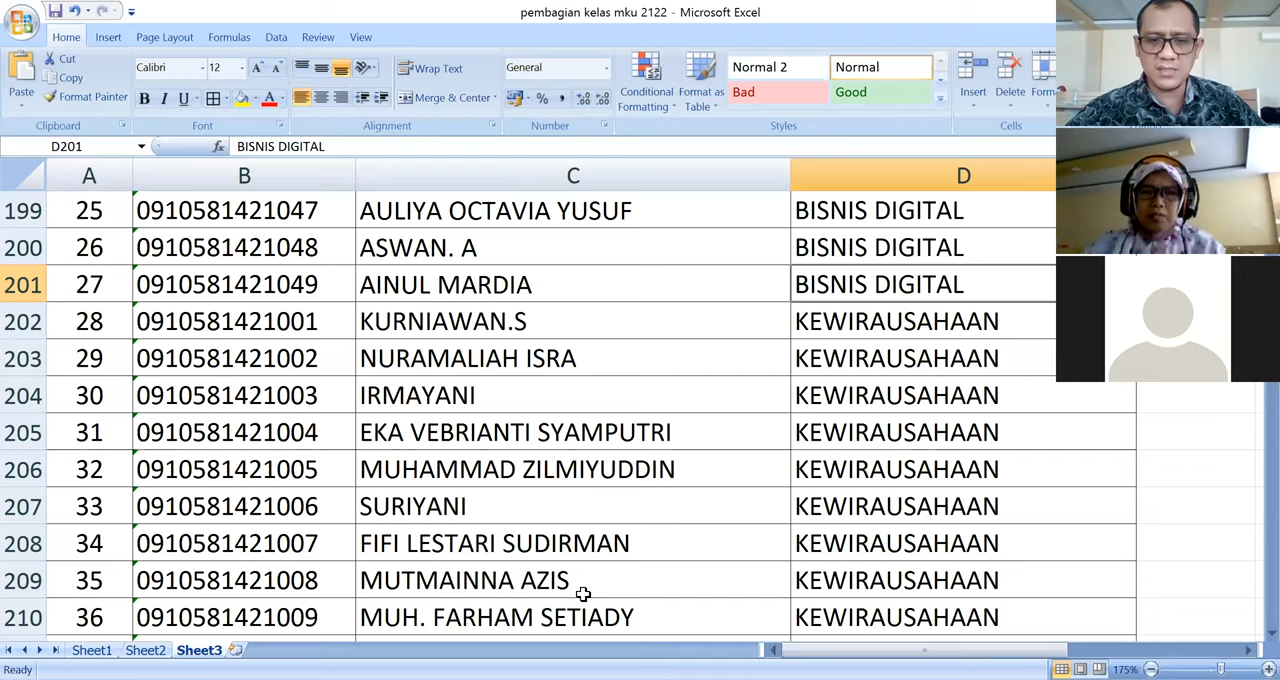 pembagian kelas mku 2122 - Microsoft Excel
Home Insert Page Layout Formulas Data Review View
Cut
Copy
Format Painter
Paste
Calibri 12
B I U
Wrap Text
Merge & Center
General
Conditional Formatting
Format as Table
Normal 2 Normal
Bad Good
Insert Delete
Clipboard Font Alignment Number Styles Cells
D201 fx BISNIS DIGITAL
A B C D
199 25 0910581421047 AULIYA OCTAVIA YUSUF BISNIS DIGITAL
200 26 0910581421048 ASWAN. A BISNIS DIGITAL
201 27 0910581421049 AINUL MARDIA BISNIS DIGITAL
202 28 0910581421001 KURNIAWAN.S KEWIRAUSAHAAN
203 29 0910581421002 NURAMALIAH ISRA KEWIRAUSAHAAN
204 30 0910581421003 IRMAYANI KEWIRAUSAHAAN
205 31 0910581421004 EKA VEBRIANTI SYAMPUTRI KEWIRAUSAHAAN
206 32 0910581421005 MUHAMMAD ZILMIYUDDIN KEWIRAUSAHAAN
207 33 0910581421006 SURIYANI KEWIRAUSAHAAN
208 34 0910581421007 FIFI LESTARI SUDIRMAN KEWIRAUSAHAAN
209 35 0910581421008 MUTMAINNA AZIS KEWIRAUSAHAAN
210 36 0910581421009 MUH. FARHAM SETIADY KEWIRAUSAHAAN
Sheet1 Sheet2 Sheet3
Ready 175%